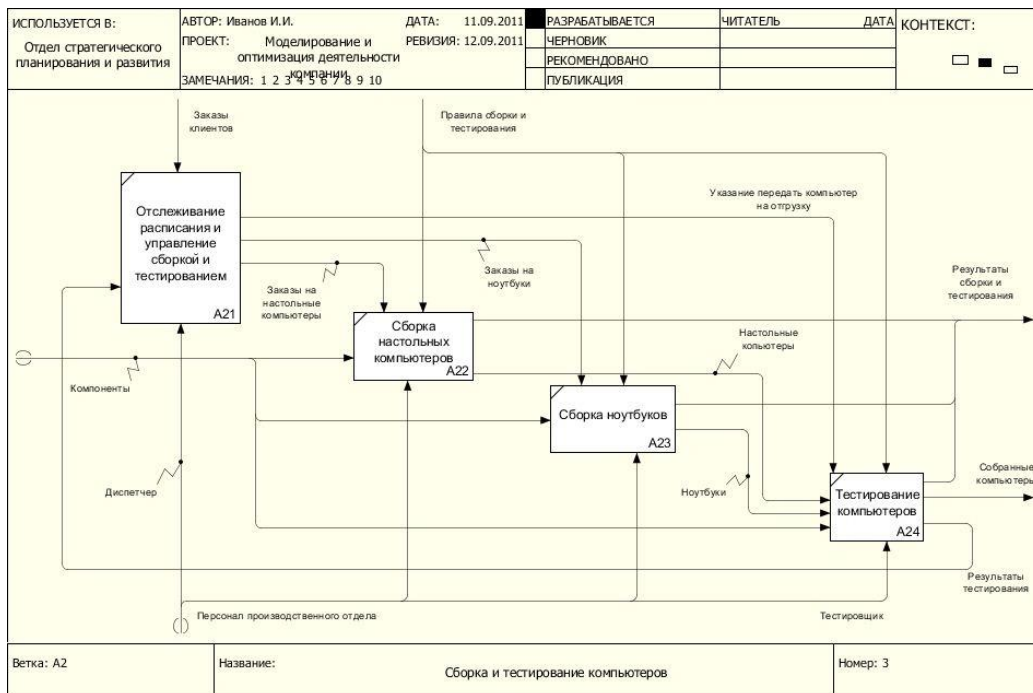 ИСПОЛЬЗУЕТСЯ В:
Отдел стратегического
планирования и развития
АВТОР: Иванов И.И.
ДАТА: 11.09.2011
ПРОЕКТ: Моделирование и
оптимизация деятельности
компании
РЕВИЗИЯ: 12.09.2011
ЗАМЕЧАНИЯ: 1 2 3 4 5 6 7 8 9 10
РАЗРАБАТЫВАЕТСЯ
ЧЕРНОВИК
РЕКОМЕНДОВАНО
ПУБЛИКАЦИЯ
ЧИТАТЕЛЬ
ДАТА
КОНТЕКСТ:
Заказы
клиентов
Правила сборки и
тестирования
Отслеживание
расписания и
управление
сборкой и
тестированием
A21
Указание передать компьютер
на отгрузку
Заказы на
настольные
компьютеры
Заказы на
ноутбуки
Результаты
сборки и
тестирования
Сборка
настольных
компьютеров
A22
Настольные
копьютеры
Компоненты
Сборка ноутбуков
A23
Диспетчер
Ноутбуки
Собранные
компьютеры
Тестирование
компьютеров
A24
Результаты
тестирования
Персонал производственного отдела
Тестировщик
Ветка: A2
Название:
Сборка и тестирование компьютеров
Номер: 3